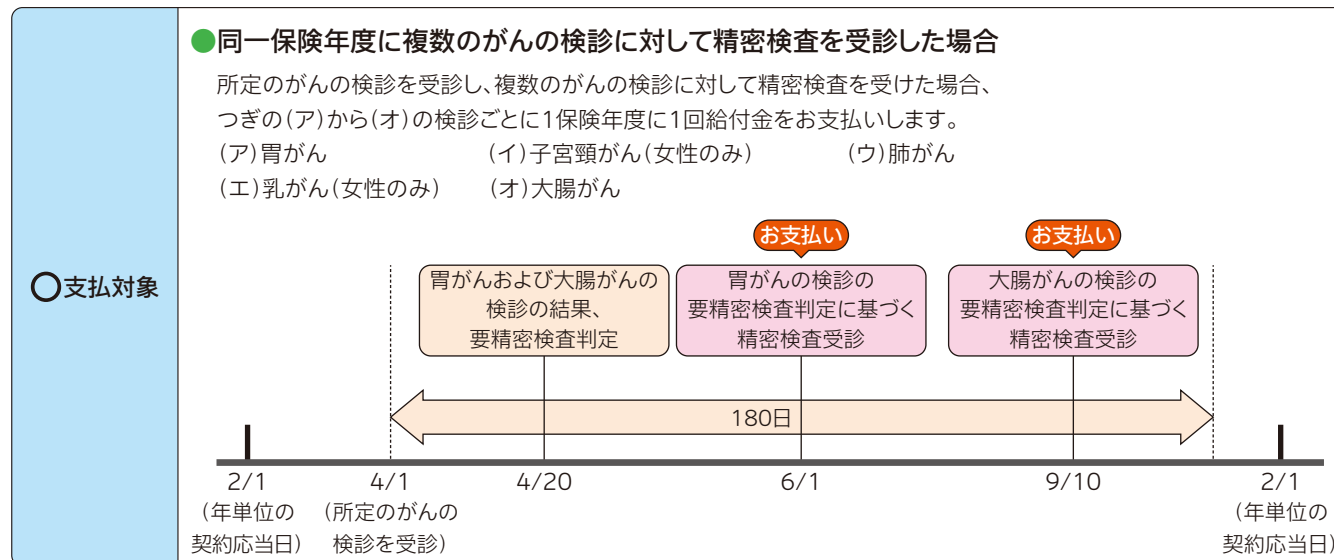 ●同一保険年度に複数のがんの検診に対して精密検査を受診した場合
所定のがんの検診を受診し、複数のがんの検診に対して精密検査を受けた場合、
つぎの(ア)から(オ)の検診ごとに1保険年度に1回給付金をお支払いします。
(ア)胃がん (イ)子宮頸がん(女性のみ) (ウ)肺がん
(エ)乳がん(女性のみ) (オ)大腸がん
〇支払対象
お支払い
お支払い
胃がんおよび大腸がんの
検診の結果、
要精密検査判定
胃がんの検診の
要精密検査判定に基づく
精密検査受診
大腸がんの検診の
要精密検査判定に基づく
精密検査受診
180日
2/1
(年単位の
契約応当日)
4/1
(所定のがんの
検診を受診)
4/20
6/1
9/10
2/1
(年単位の
契約応当日)